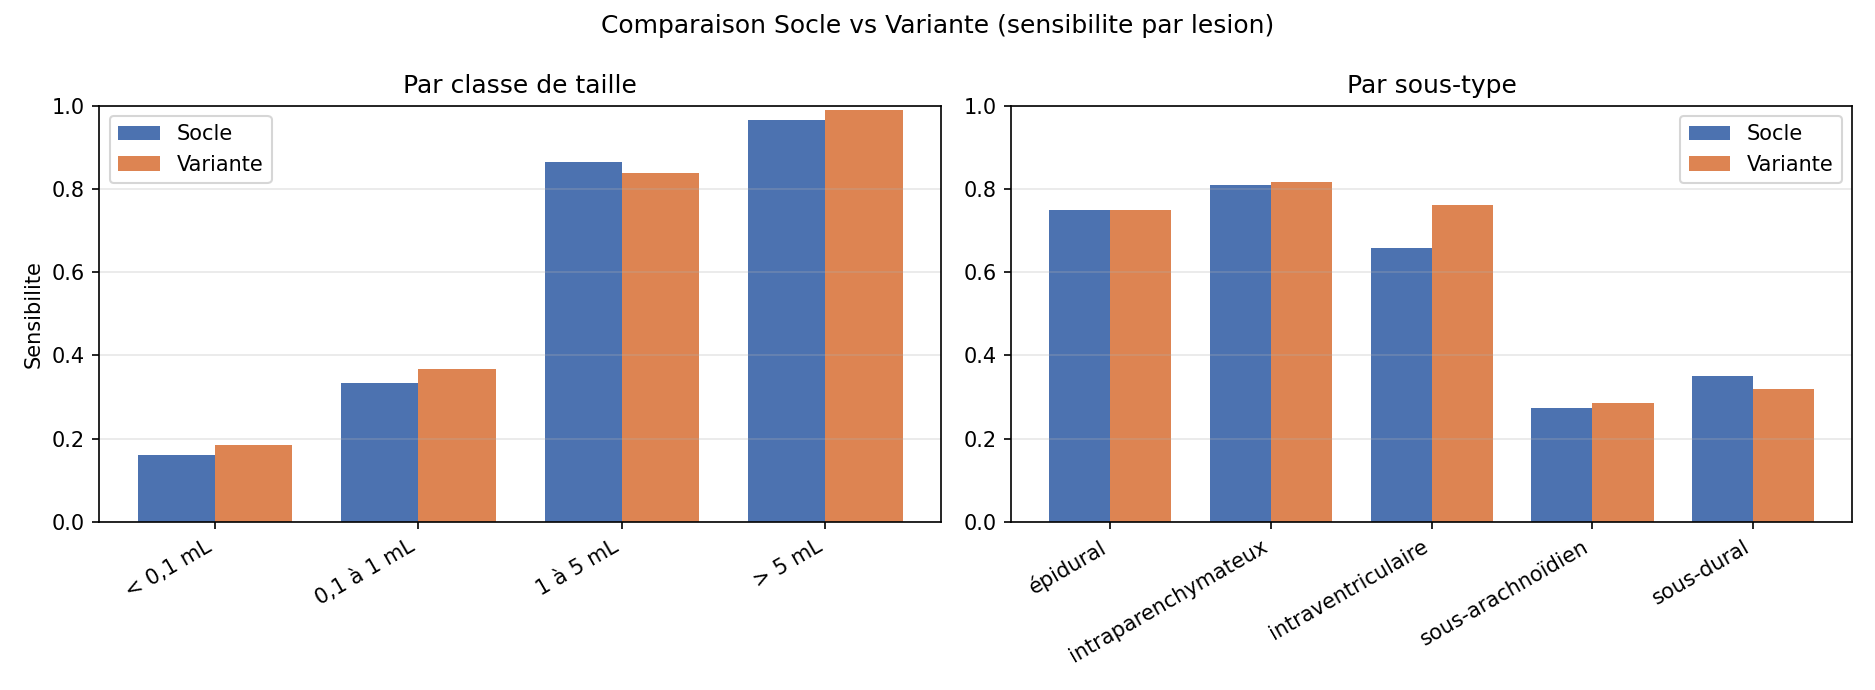 Comparaison Socle vs Variante (sensibilite par lesion)
Par classe de taille
Socle
Variante
Sensibilite
1.0
0.8
0.6
0.4
0.2
0.0
< 0,1 mL
0,1 à 1 mL
1 à 5 mL
> 5 mL
Par sous-type
Socle
Variante
1.0
0.8
0.6
0.4
0.2
0.0
épidural
intraparenchymateux
intraventriculaire
sous-arachnoïdien
sous-dural